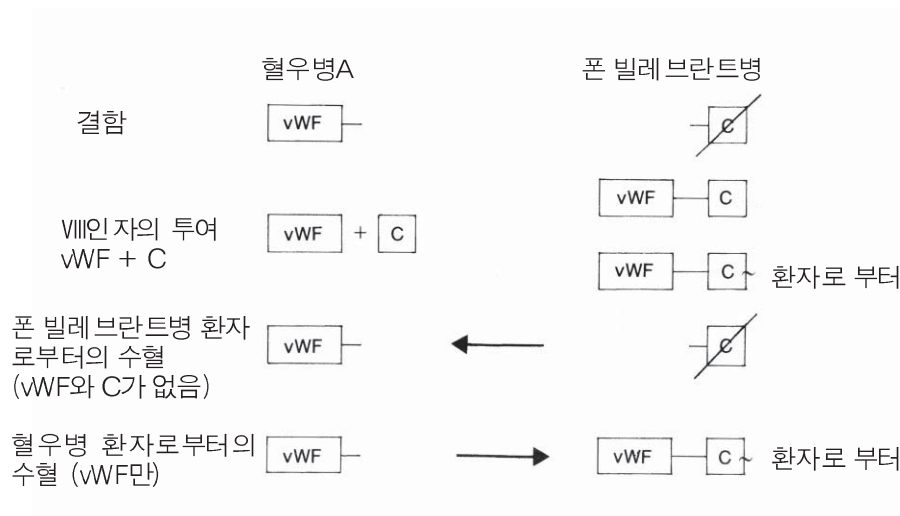 혈우병A 폰 빌레브란트병
결함 vWF C
vWF C
Ⅷ인자의 투여 vWF + C
vWF + C
vWF C~ 환자로 부터
폰 빌레브란트병 환자
로부터의 수혈 vWF C
(vWF와 C가 없음)
혈우병 환자로부터의
수혈 (vWF만) vWF vWF C~ 환자로 부터